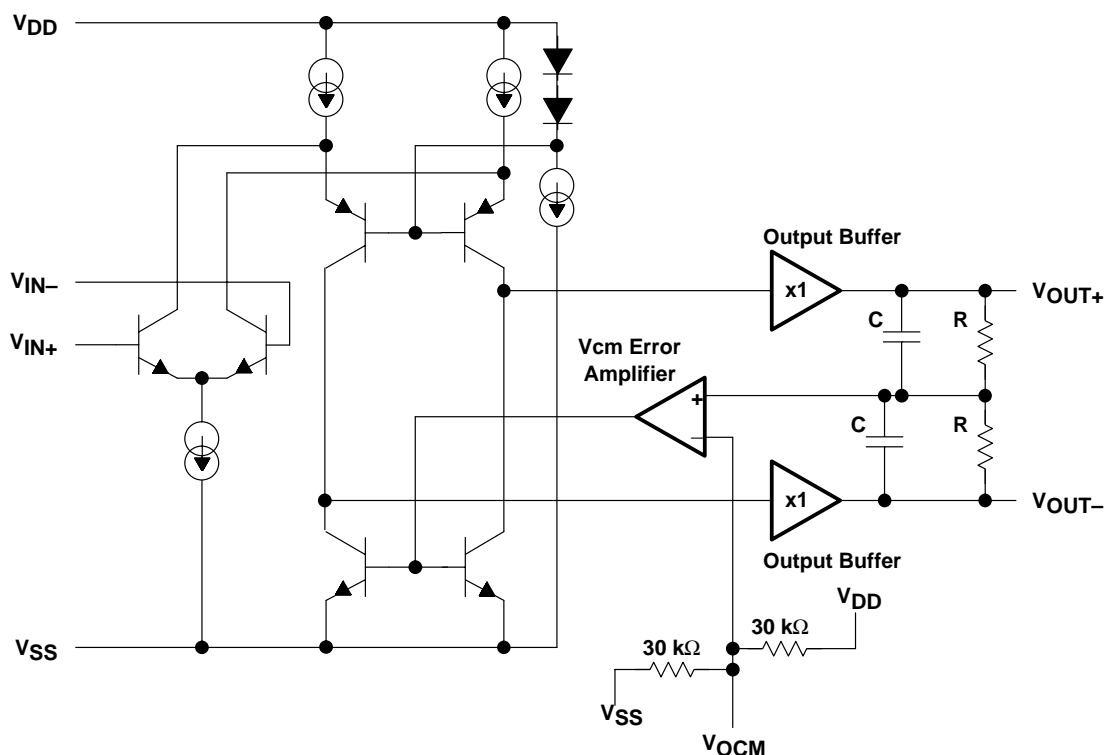 VDD
VIN–
VIN+
VSS
Output Buffer
x1
VOUT+
C
R
Vcm Error
Amplifier
+
–
C
R
x1
VOUT–
Output Buffer
VDD
30 kΩ
30 kΩ
VSS
VOCM